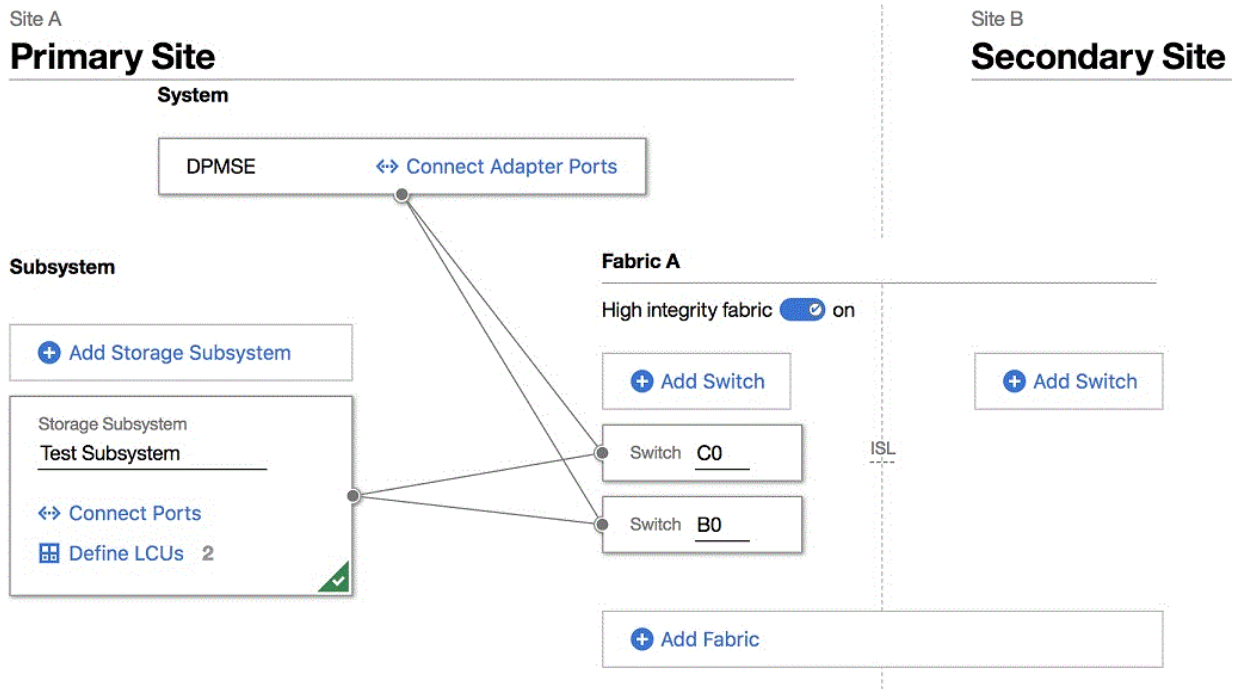 Site A
Primary Site
Site B
Secondary Site
System
DPMSE
Connect Adapter Ports
Subsystem
Fabric A
High integrity fabric on
Add Storage Subsystem
Add Switch
Add Switch
Storage Subsystem
Test Subsystem
Switch C0
ISL
Connect Ports
Switch B0
Define LCUs 2
Add Fabric